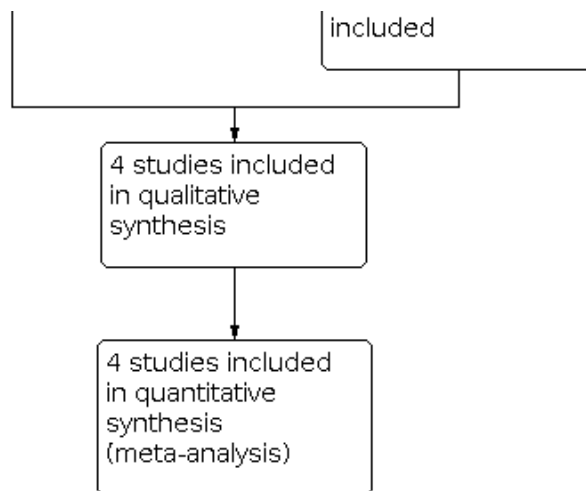 included
4 studies included
in qualitative
synthesis
4 studies included
in quantitative
synthesis
(meta-analysis)